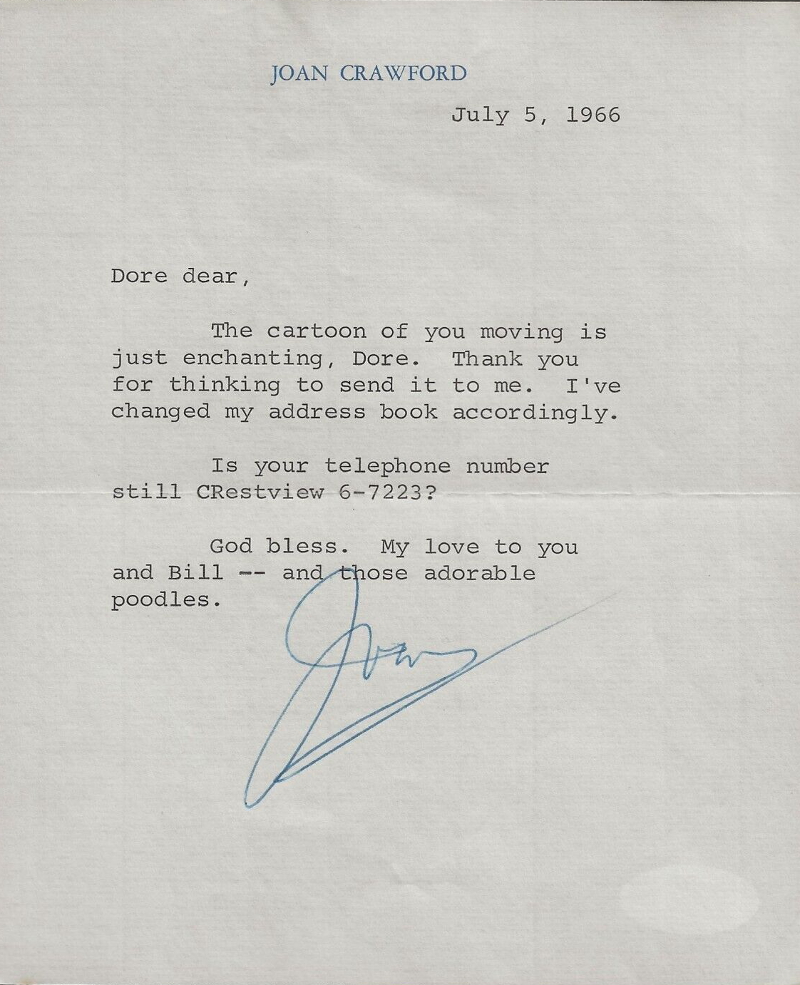 JOAN CRAWFORD
July 5, 1966
Dore dear,
The cartoon of you moving is
just enchanting, Dore.  Thank you
for thinking to send it to me.  I've
changed my address book accordingly.
Is your telephone number
still CRestview 6-7223?
God bless.  My love to you
and Bill -- and those adorable
poodles.
Joan